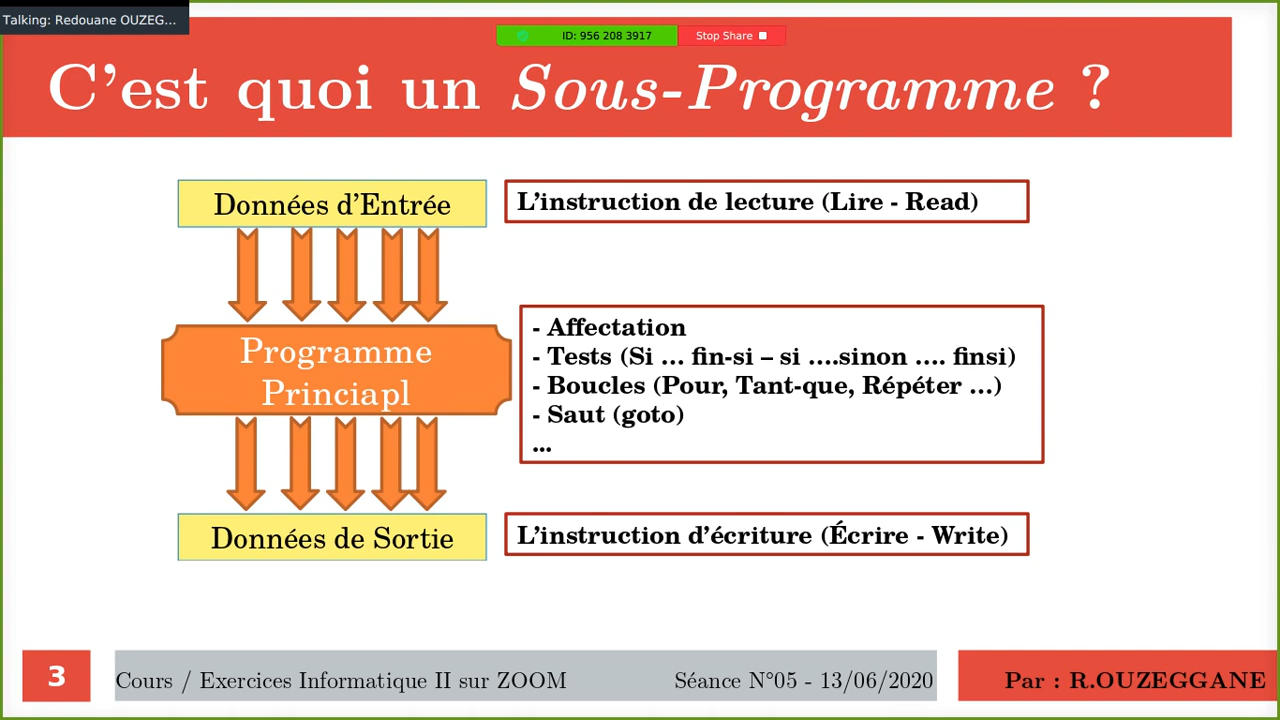 Talking: Redouane OUZEG...
ID: 956 208 3917
Stop Share
C'est quoi un Sous-Programme ?
Données d'Entrée
L'instruction de lecture (Lire - Read)
Programme
Princiapl
- Affectation
- Tests (Si ... fin-si – si ....sinon .... finsi)
- Boucles (Pour, Tant-que, Répéter ...)
- Saut (goto)
...
Données de Sortie
L'instruction d'écriture (Écrire - Write)
3
Cours / Exercices Informatique II sur ZOOM
Séance N°05 - 13/06/2020
Par : R.OUZEGGANE